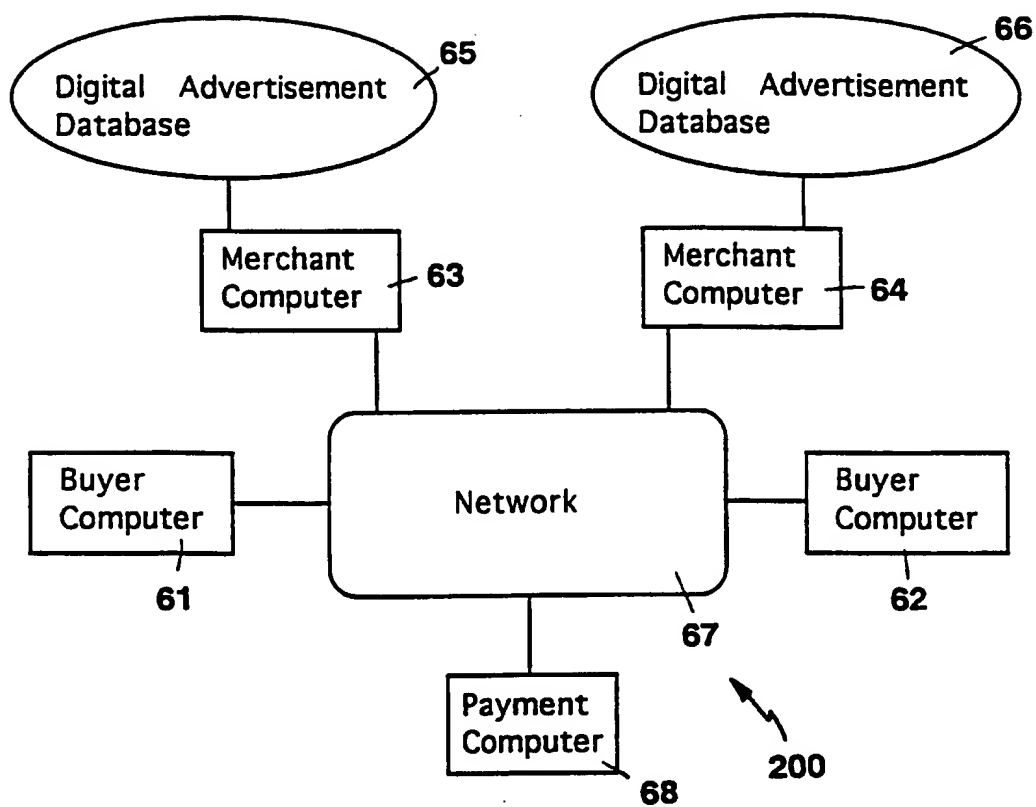 65
Digital Advertisement
Database
66
Digital Advertisement
Database
Merchant
Computer
63
Merchant
Computer
64
Buyer
Computer
61
Network
67
Buyer
Computer
62
Payment
Computer
68
200